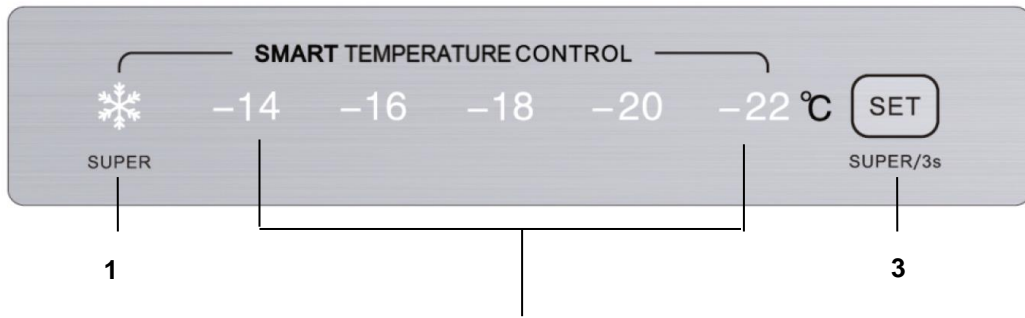 SMART TEMPERATURE CONTROL
−14 −16 −18 −20 −22 °C SET
SUPER SUPER/3s
1 3